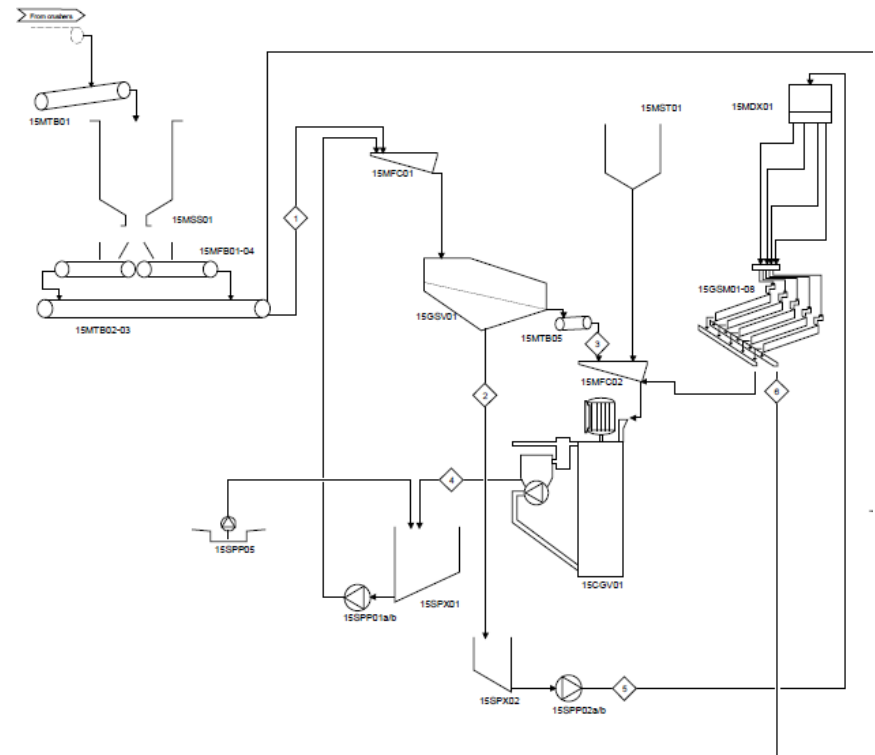 From crushers
15MTB01
15MST01
15MDX01
15MFC01
15MSS01
1
15MFB01-04
15GSM01-08
15GSV01
15MTB02-03
15MTB05
3
15MFC02
2
6
4
15SPP05
15CGV01
15SPX01
15SPP01a/b
5
15SPX02
15SPP02a/b